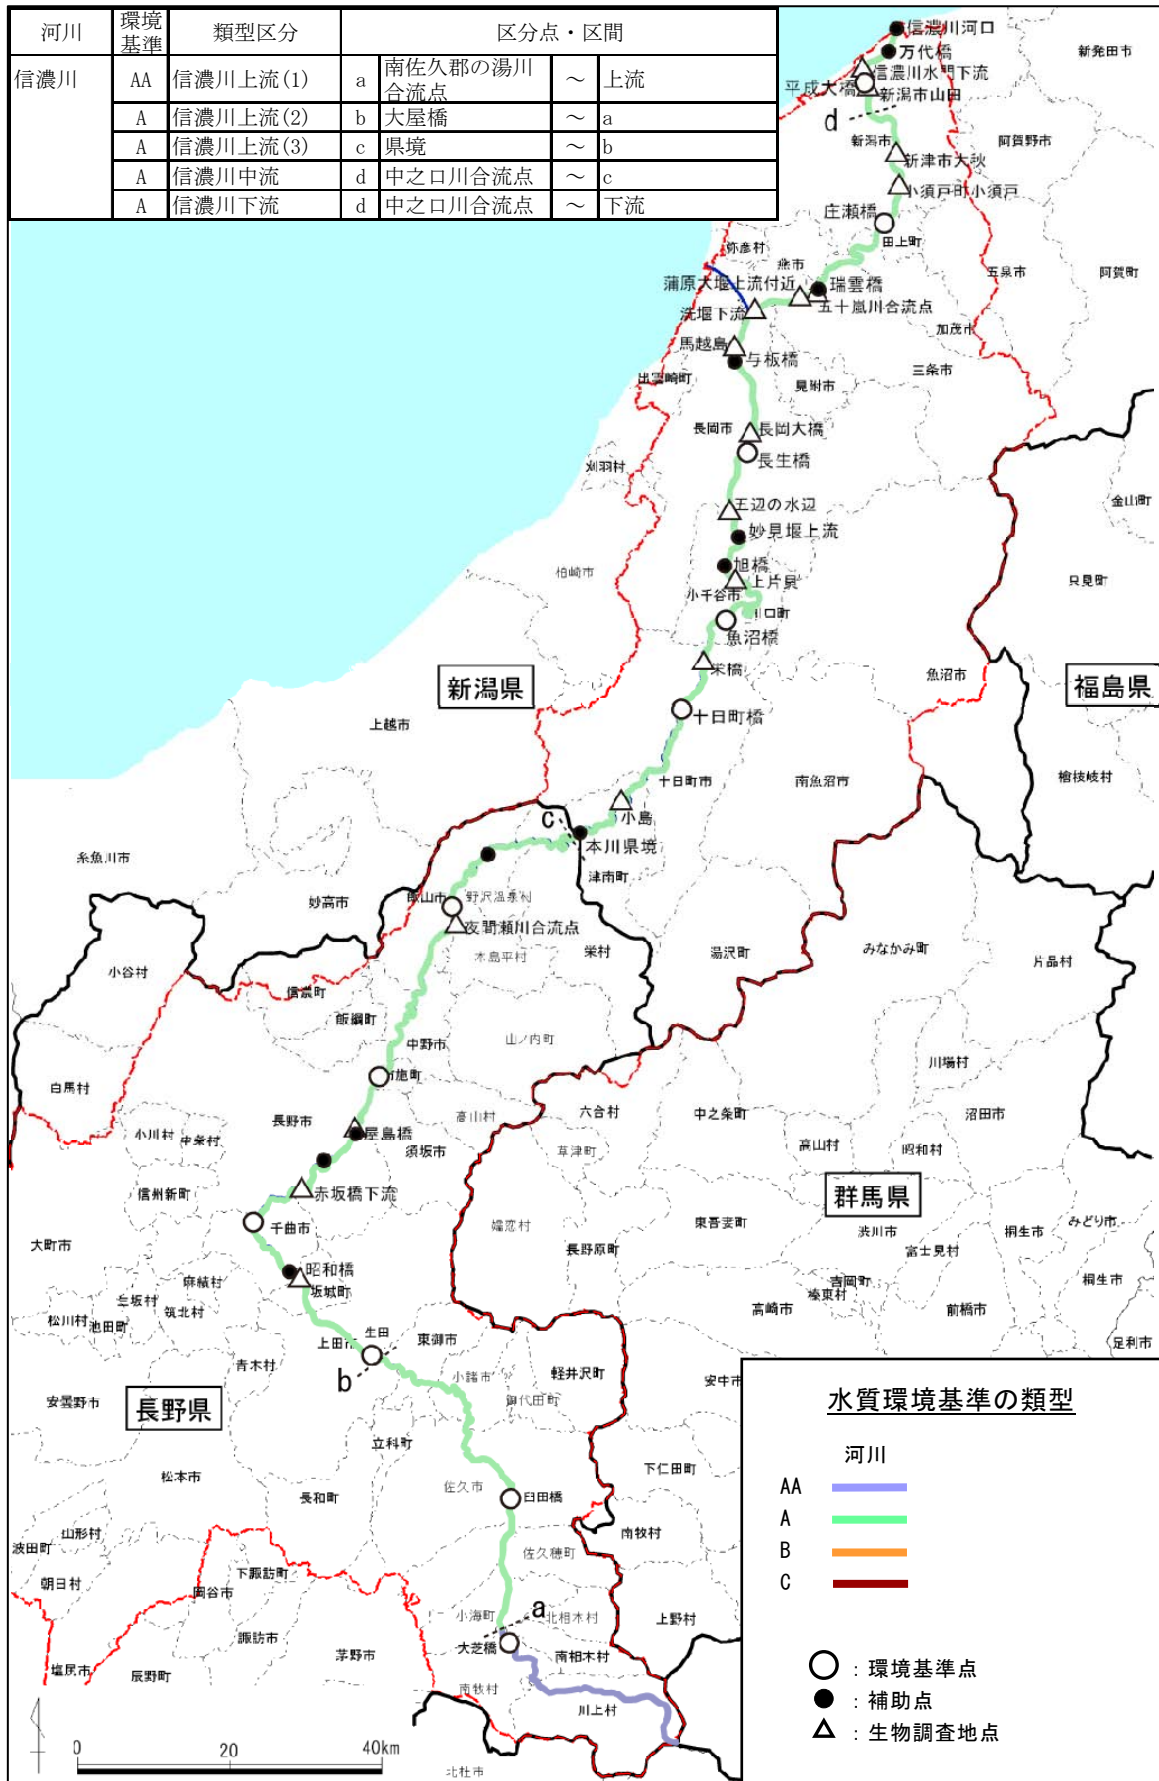 河川 環境基準 類型区分 区分点・区間
信濃川 AA 信濃川上流(1) a 南佐久郡の湯川合流点 ～ 上流
A 信濃川上流(2) b 大屋橋 ～ a
A 信濃川上流(3) c 県境 ～ b
A 信濃川中流 d 中之口川合流点 ～ c
A 信濃川下流 d 中之口川合流点 ～ 下流
信濃川河口
万代橋
新発田市
信濃川水門下流
平成大橋
新潟市山田
d
新潟市
阿賀野市
新津市大秋
小須戸町小須戸
庄瀬橋
田上町
弥彦村
燕市
五泉市
阿賀町
蒲原大堰上流付近
瑞雲橋
五十嵐川合流点
洗堰下流
加茂市
馬越島
与板橋
三条市
出雲崎町
見附市
長岡市
長岡大橋
長生橋
刈羽村
金山町
妙見堰上流
旭橋
柏崎市
上片貝
只見町
小千谷市
川口町
魚沼橋
栄橋
魚沼市
新潟県
福島県
十日町橋
上越市
十日町市
南魚沼市
檜枝岐村
小島
c
本川県境
糸魚川市
津南町
飯山市
野沢温泉村
妙高市
夜間瀬川合流点
木島平村
栄村
湯沢町
みなかみ町
片品村
小谷村
信濃町
飯綱町
中野市
山ノ内町
川場村
白馬村
長野市
高山村
六合村
中之条町
沼田市
小川村
中条村
屋島橋
須坂市
草津町
高山村
昭和村
信州新町
赤坂橋下流
群馬県
千曲市
嬬恋村
東吾妻町
渋川市
桐生市
みどり市
大町市
長野原町
富士見村
昭和橋
麻績村
坂城町
吉岡町
榛東村
桐生市
松川村
池田町
筑北村
高崎市
前橋市
生田
上田市
東御市
足利市
青木村
b
小諸市
軽井沢町
安中市
御代田町
安曇野市
長野県
立科町
下仁田町
松本市
長和町
佐久市
臼田橋
南牧村
山形村
波田町
佐久穂町
朝日村
下諏訪町
岡谷市
小海町
a
北相木村
上野村
諏訪市
大芝橋
南相木村
塩尻市
辰野町
茅野市
南牧村
川上村
北杜市
0 20 40km
水質環境基準の類型
河川
AA
A
B
C
：環境基準点
：補助点
：生物調査地点